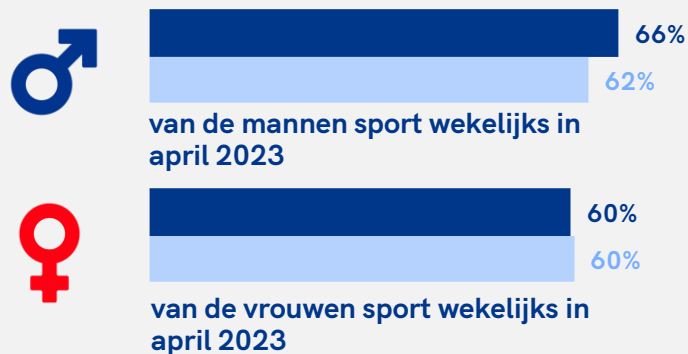 66%
62%
van de mannen sport wekelijks in
april 2023
60%
60%
van de vrouwen sport wekelijks in
april 2023